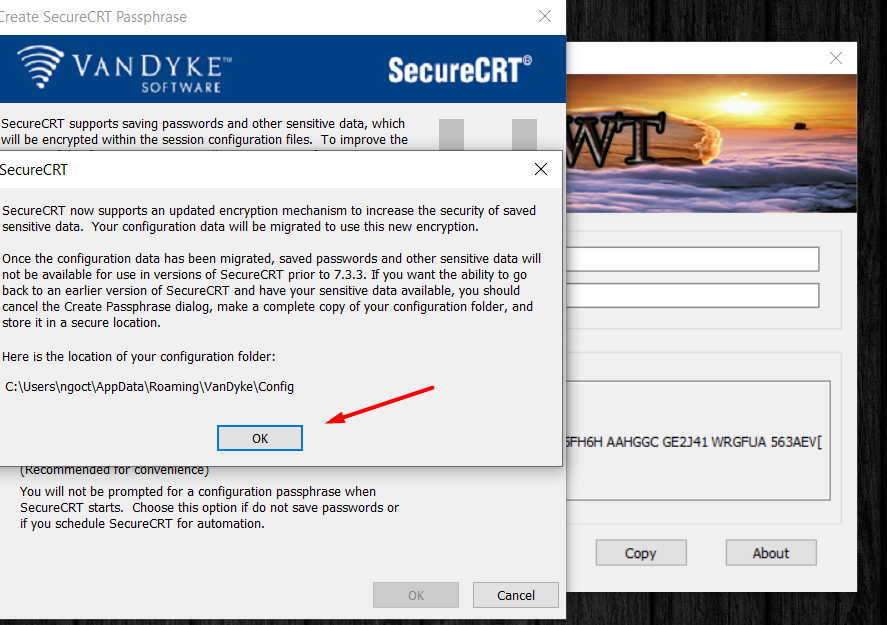 Create SecureCRT Passphrase
VANDYKE™
SOFTWARE
SecureCRT®
SecureCRT supports saving passwords and other sensitive data, which
will be encrypted within the session configuration files. To improve the
SecureCRT
SecureCRT now supports an updated encryption mechanism to increase the security of saved
sensitive data. Your configuration data will be migrated to use this new encryption.
Once the configuration data has been migrated, saved passwords and other sensitive data will
not be available for use in versions of SecureCRT prior to 7.3.3. If you want the ability to go
back to an earlier version of SecureCRT and have your sensitive data available, you should
cancel the Create Passphrase dialog, make a complete copy of your configuration folder, and
store it in a secure location.
Here is the location of your configuration folder:
C:\Users\ngoct\AppData\Roaming\VanDyke\Config
OK
(Recommended for convenience)
You will not be prompted for a configuration passphrase when
SecureCRT starts. Choose this option if do not save passwords or
if you schedule SecureCRT for automation.
OK
Cancel
WT
AAHGGC GE2J41 WRGFUA 563AEV[
Copy
About